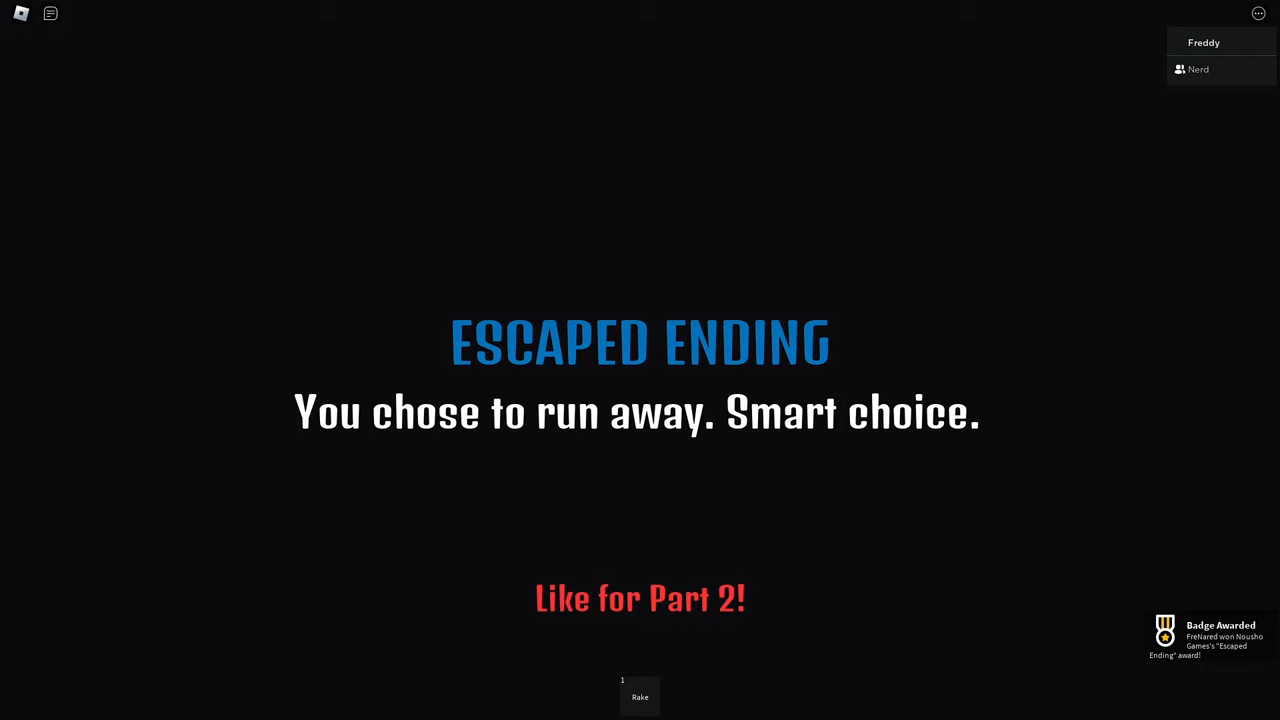 Freddy
Nerd
ESCAPED ENDING
You chose to run away. Smart choice.
Like for Part 2!
Badge Awarded
FreNared won Nousho
Games's "Escaped
Ending" award!
1
Rake